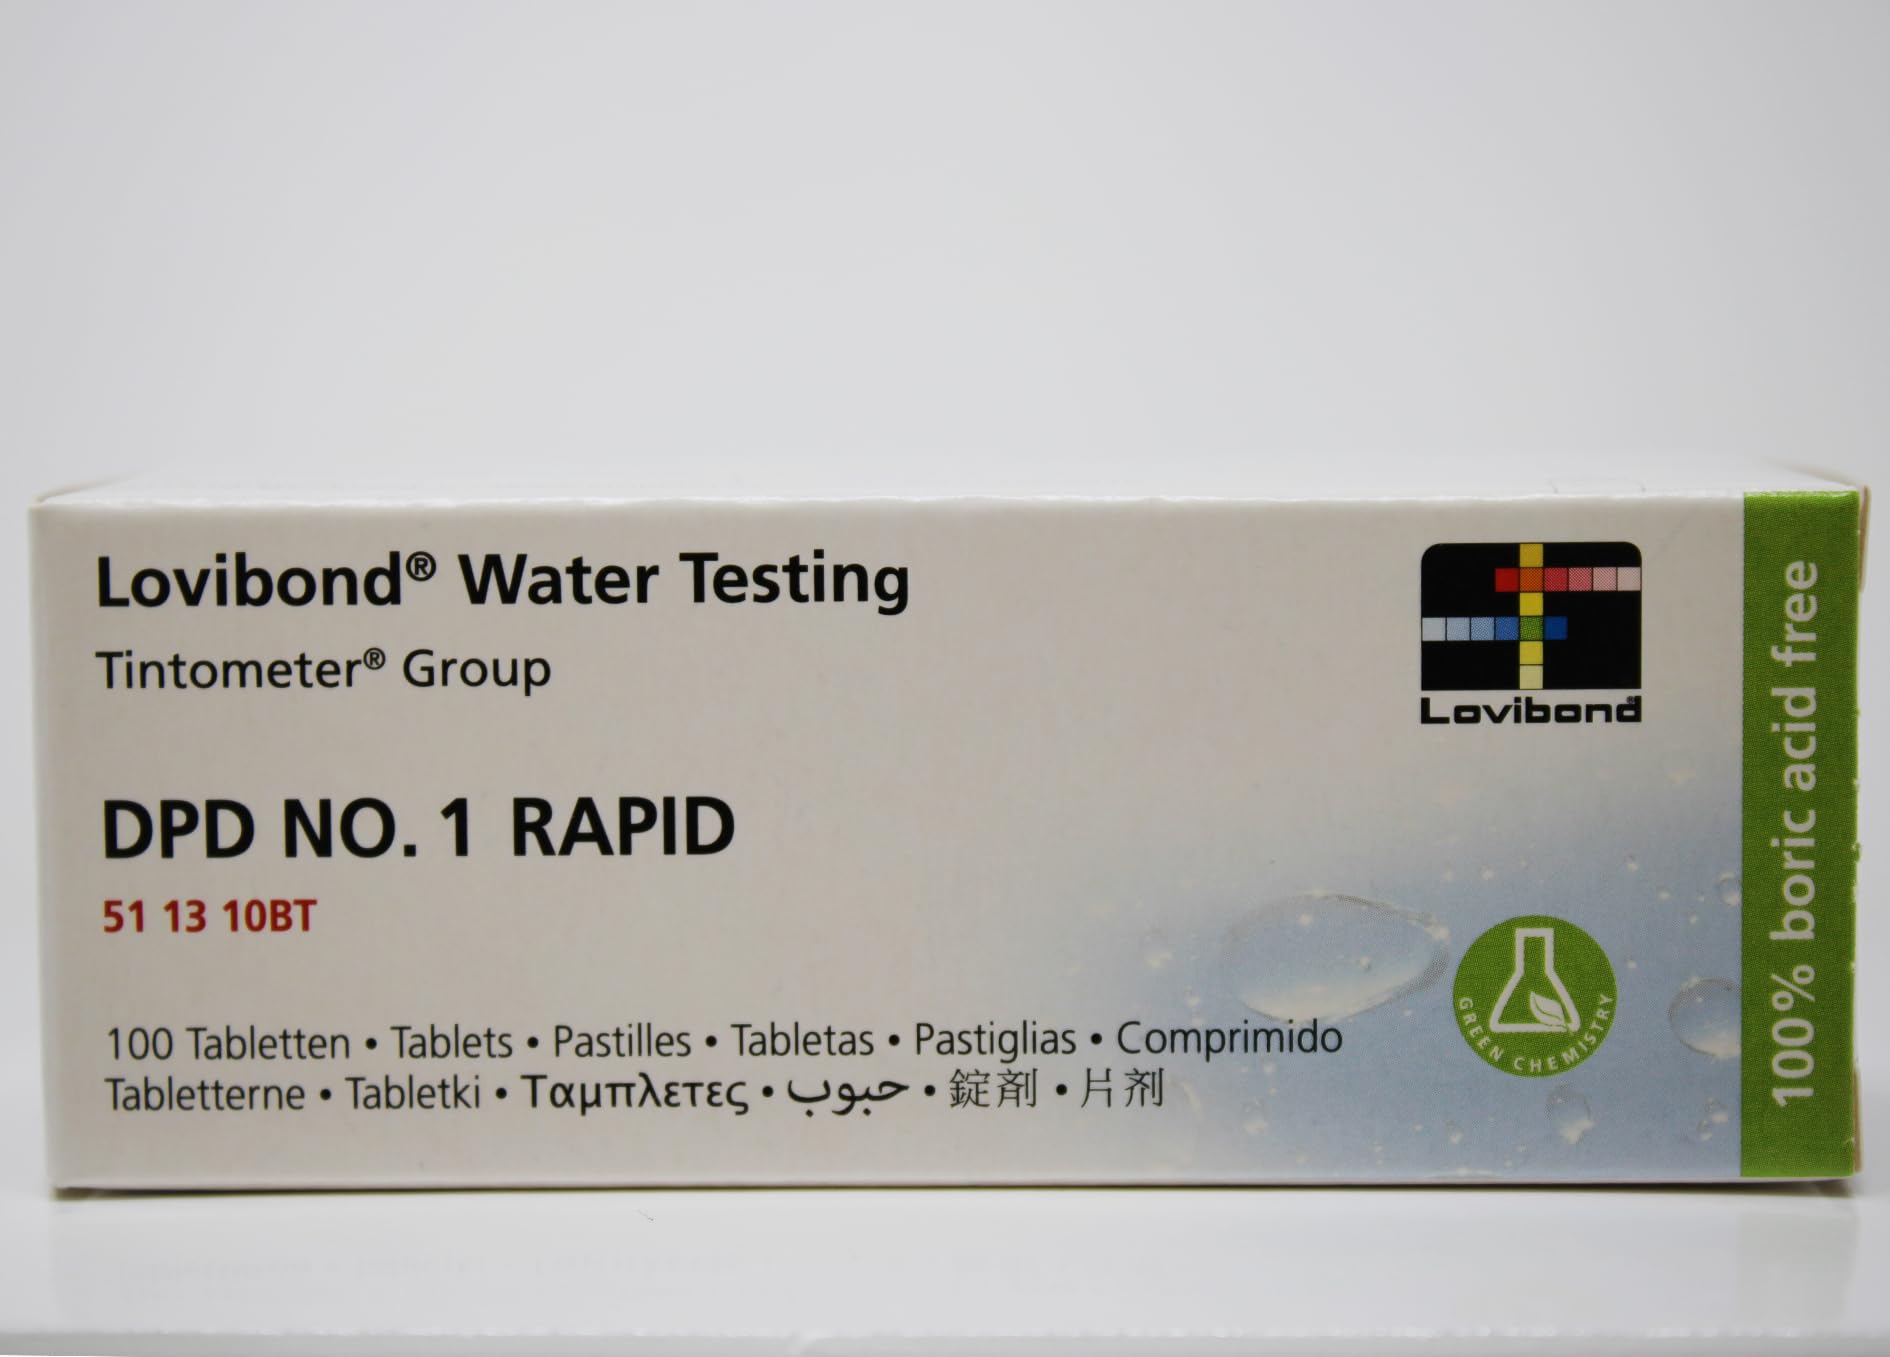 Lovibond® Water Testing
Tintometer® Group
Lovibond®
DPD NO. 1 RAPID
51 13 10BT
100 Tabletten • Tablets • Pastilles • Tabletas • Pastiglias • Comprimido
Tabletterne • Tabletki • Ταμπλετες • حبوب • 錠剤 • 片剂
GREEN CHEMISTRY
100% boric acid free